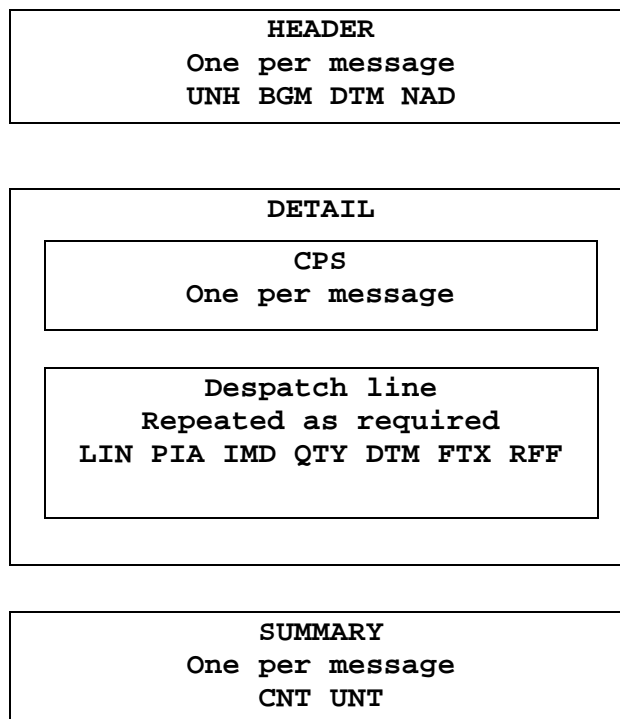 HEADER
One per message
UNH BGM DTM NAD
DETAIL
CPS
One per message
Despatch line
Repeated as required
LIN PIA IMD QTY DTM FTX RFF
SUMMARY
One per message
CNT UNT